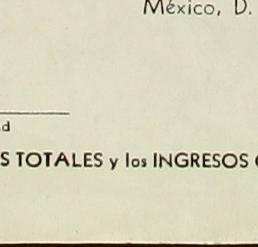 México, D.
d
S TOTALES y los INGRESOS